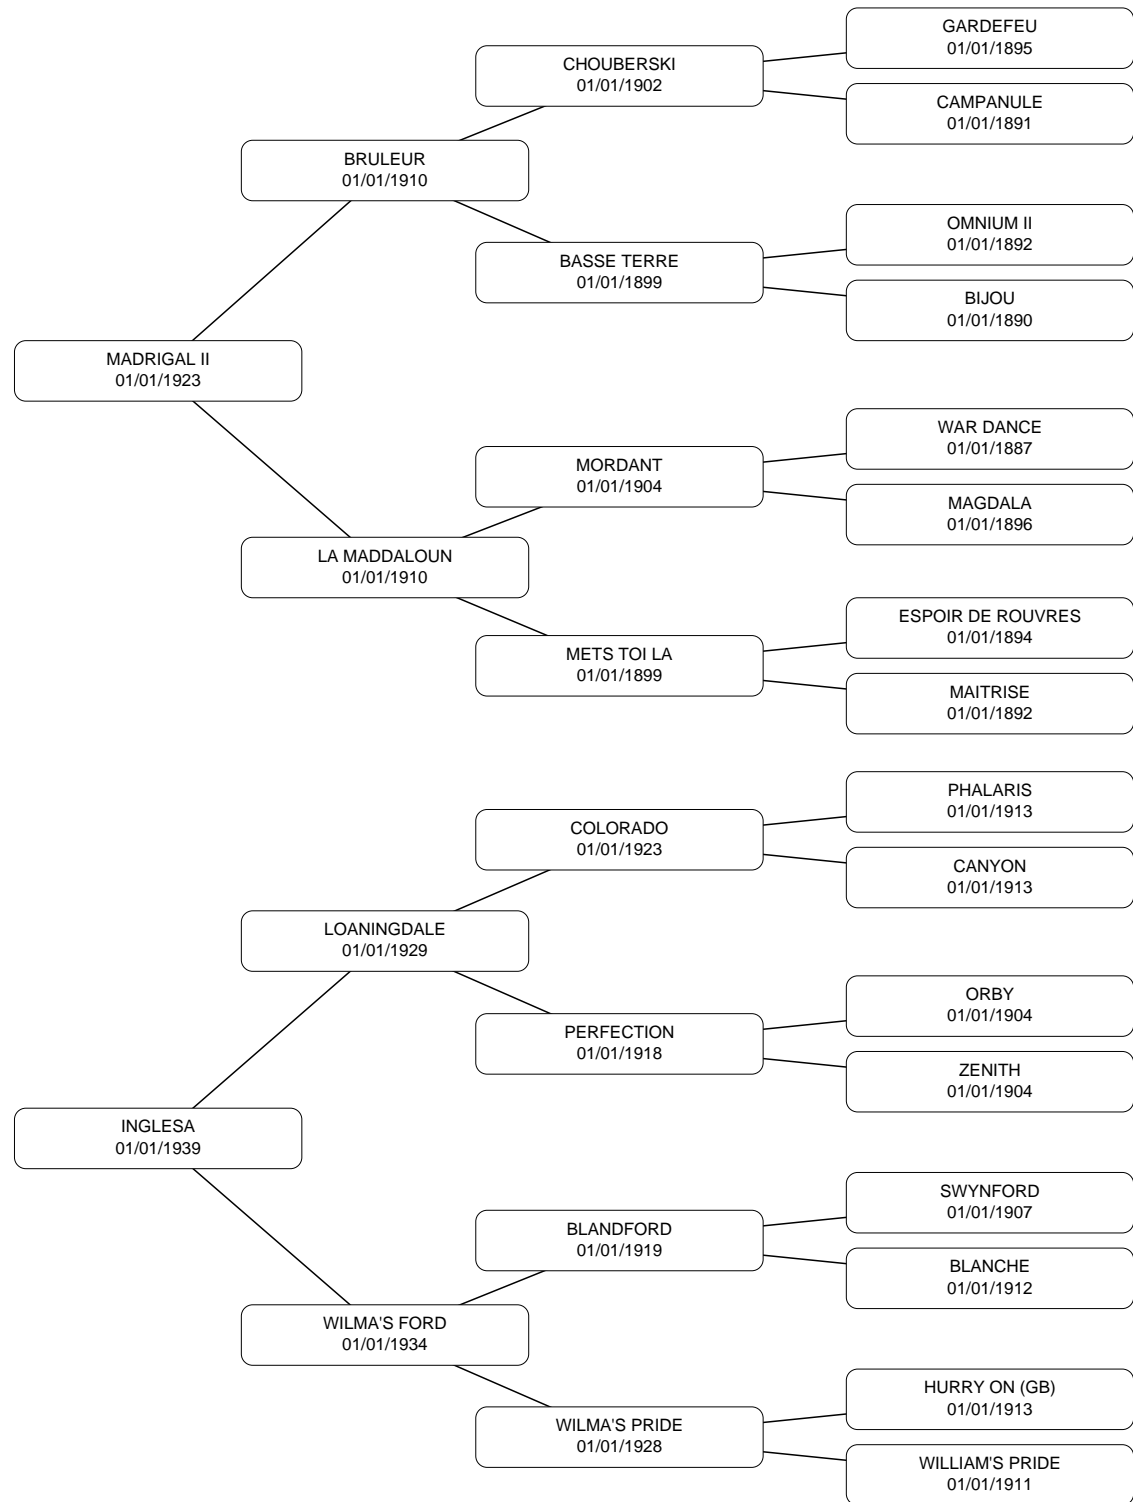 GARDEFEU
01/01/1895
CHOUBERSKI
01/01/1902
CAMPANULE
01/01/1891
BRULEUR
01/01/1910
OMNIUM II
01/01/1892
BASSE TERRE
01/01/1899
BIJOU
01/01/1890
MADRIGAL II
01/01/1923
WAR DANCE
01/01/1887
MORDANT
01/01/1904
MAGDALA
01/01/1896
LA MADDALOUN
01/01/1910
ESPOIR DE ROUVRES
01/01/1894
METS TOI LA
01/01/1899
MAITRISE
01/01/1892
PHALARIS
01/01/1913
COLORADO
01/01/1923
CANYON
01/01/1913
LOANINGDALE
01/01/1929
ORBY
01/01/1904
PERFECTION
01/01/1918
ZENITH
01/01/1904
INGLESA
01/01/1939
SWYNFORD
01/01/1907
BLANDFORD
01/01/1919
BLANCHE
01/01/1912
WILMA'S FORD
01/01/1934
HURRY ON (GB)
01/01/1913
WILMA'S PRIDE
01/01/1928
WILLIAM'S PRIDE
01/01/1911